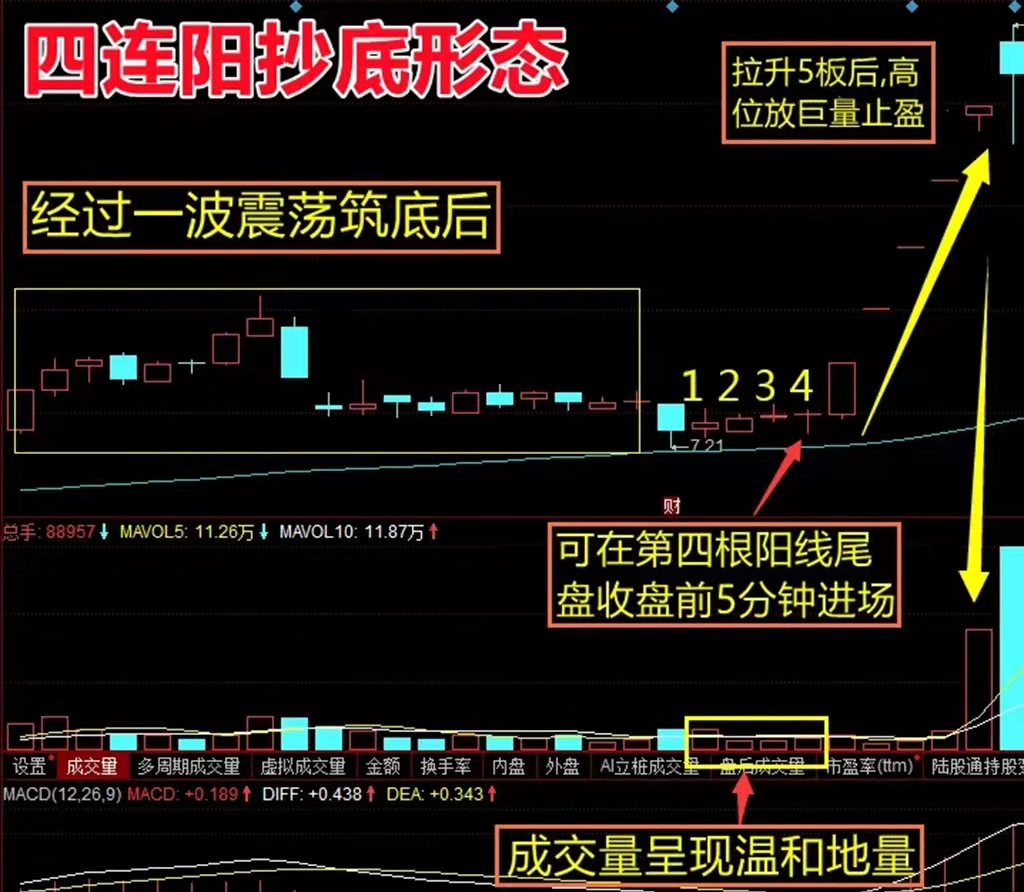 四连阳抄底形态
拉升5板后,高
位放巨量止盈
经过一波震荡筑底后
1 2 3 4
←7.21
财
总手: 88957↓ MAVOL5: 11.26万↓ MAVOL10: 11.87万↑
可在第四根阳线尾
盘收盘前5分钟进场
设置 成交量 多周期成交量 虚拟成交量 金额 换手率 内盘 外盘 AI立桩成交量 盘后成交量 市盈率(ttm) 陆股通持股
MACD(12,26,9) MACD: +0.189↑ DIFF: +0.438↑ DEA: +0.343↑
成交量呈现温和地量